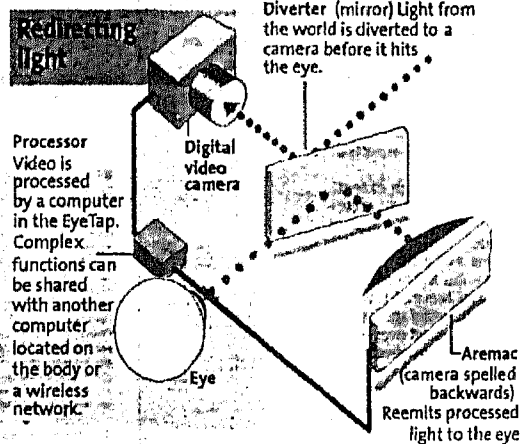 Redirecting
light
Diverter (mirror) Light from
the world is diverted to a
camera before it hits
the eye.
Digital
video
camera
Processor
Video is
processed
by a computer
in the EyeTap.
Complex
functions can
be shared
with another
computer
located on
the body or
a wireless
network.
Eye
Aremac
(camera spelled
backwards)
Reemits processed
light to the eye